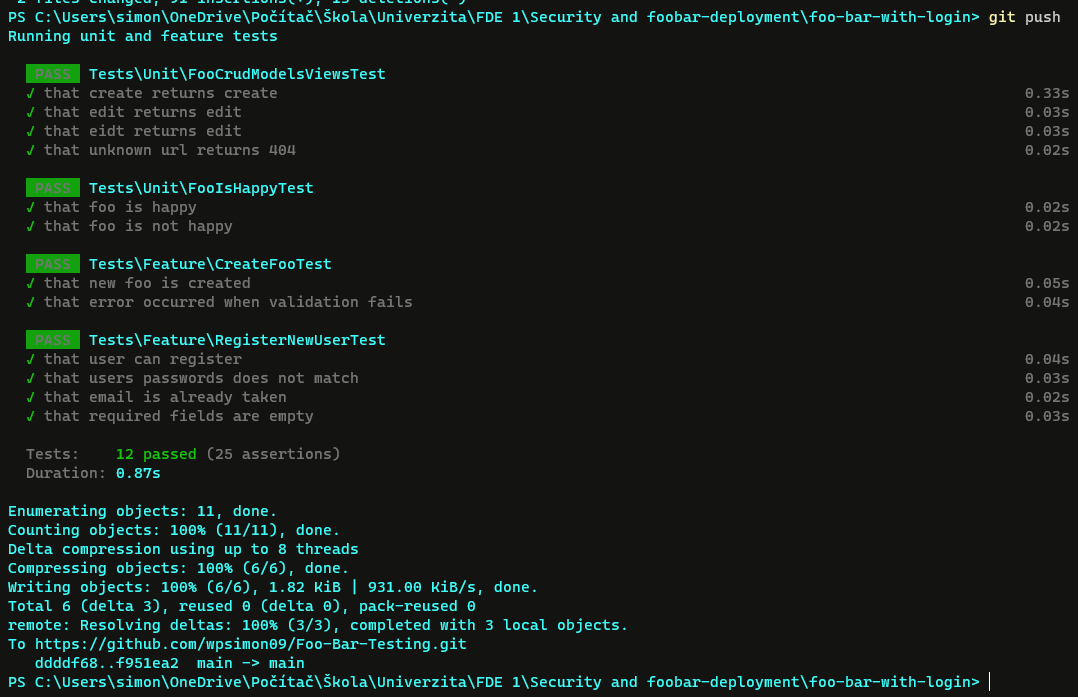 PS C:\Users\simon\OneDrive\Počítač\Škola\Univerzita\FDE 1\Security and foobar-deployment\foo-bar-with-login> git push
Running unit and feature tests
PASS Tests\Unit\FooCrudModelsViewsTest
✓ that create returns create 0.33s
✓ that edit returns edit 0.03s
✓ that eidt returns edit 0.03s
✓ that unknown url returns 404 0.02s
PASS Tests\Unit\FooIsHappyTest
✓ that foo is happy 0.02s
✓ that foo is not happy 0.02s
PASS Tests\Feature\CreateFooTest
✓ that new foo is created 0.05s
✓ that error occurred when validation fails 0.04s
PASS Tests\Feature\RegisterNewUserTest
✓ that user can register 0.04s
✓ that users passwords does not match 0.03s
✓ that email is already taken 0.02s
✓ that required fields are empty 0.03s
Tests: 12 passed (25 assertions)
Duration: 0.87s
Enumerating objects: 11, done.
Counting objects: 100% (11/11), done.
Delta compression using up to 8 threads
Compressing objects: 100% (6/6), done.
Writing objects: 100% (6/6), 1.82 KiB | 931.00 KiB/s, done.
Total 6 (delta 3), reused 0 (delta 0), pack-reused 0
remote: Resolving deltas: 100% (3/3), completed with 3 local objects.
To https://github.com/wpsimon09/Foo-Bar-Testing.git
ddddf68..f951ea2 main -> main
PS C:\Users\simon\OneDrive\Počítač\Škola\Univerzita\FDE 1\Security and foobar-deployment\foo-bar-with-login>